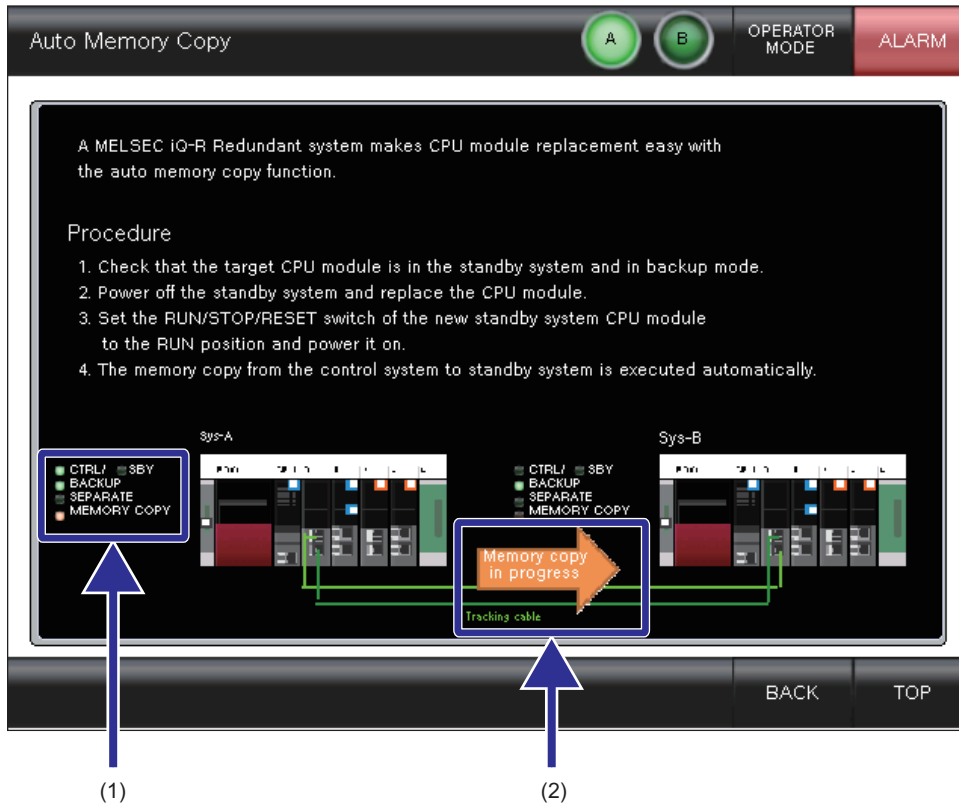 Auto Memory Copy
A
B
OPERATOR
MODE
ALARM
A MELSEC iQ-R Redundant system makes CPU module replacement easy with
the auto memory copy function.
Procedure
1. Check that the target CPU module is in the standby system and in backup mode.
2. Power off the standby system and replace the CPU module.
3. Set the RUN/STOP/RESET switch of the new standby system CPU module
to the RUN position and power it on.
4. The memory copy from the control system to standby system is executed automatically.
Sys-A
Sys-B
CTRL/ SBY
BACKUP
SEPARATE
MEMORY COPY
CTRL/ SBY
BACKUP
SEPARATE
MEMORY COPY
Memory copy
in progress
Tracking cable
BACK
TOP
(1)
(2)